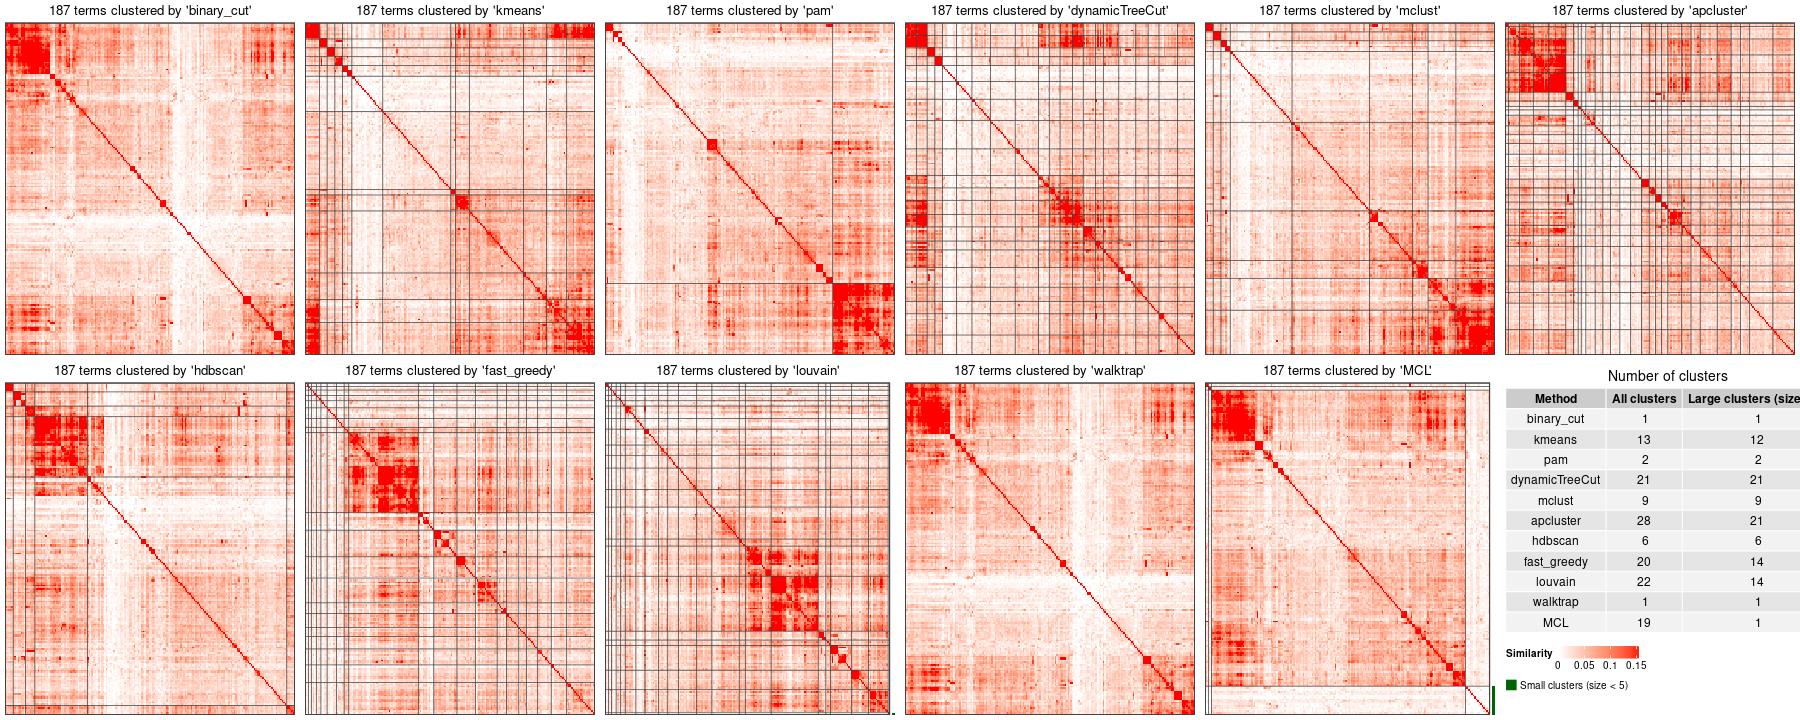 187 terms clustered by 'binary_cut'
187 terms clustered by 'kmeans'
187 terms clustered by 'pam'
187 terms clustered by 'dynamicTreeCut'
187 terms clustered by 'mclust'
187 terms clustered by 'apcluster'
187 terms clustered by 'hdbscan'
187 terms clustered by 'fast_greedy'
187 terms clustered by 'louvain'
187 terms clustered by 'walktrap'
187 terms clustered by 'MCL'
Number of clusters
Method All clusters Large clusters (size
binary_cut 1 1
kmeans 13 12
pam 2 2
dynamicTreeCut 21 21
mclust 9 9
apcluster 28 21
hdbscan 6 6
fast_greedy 20 14
louvain 22 14
walktrap 1 1
MCL 19 1
Similarity
0 0.05 0.1 0.15
Small clusters (size < 5)